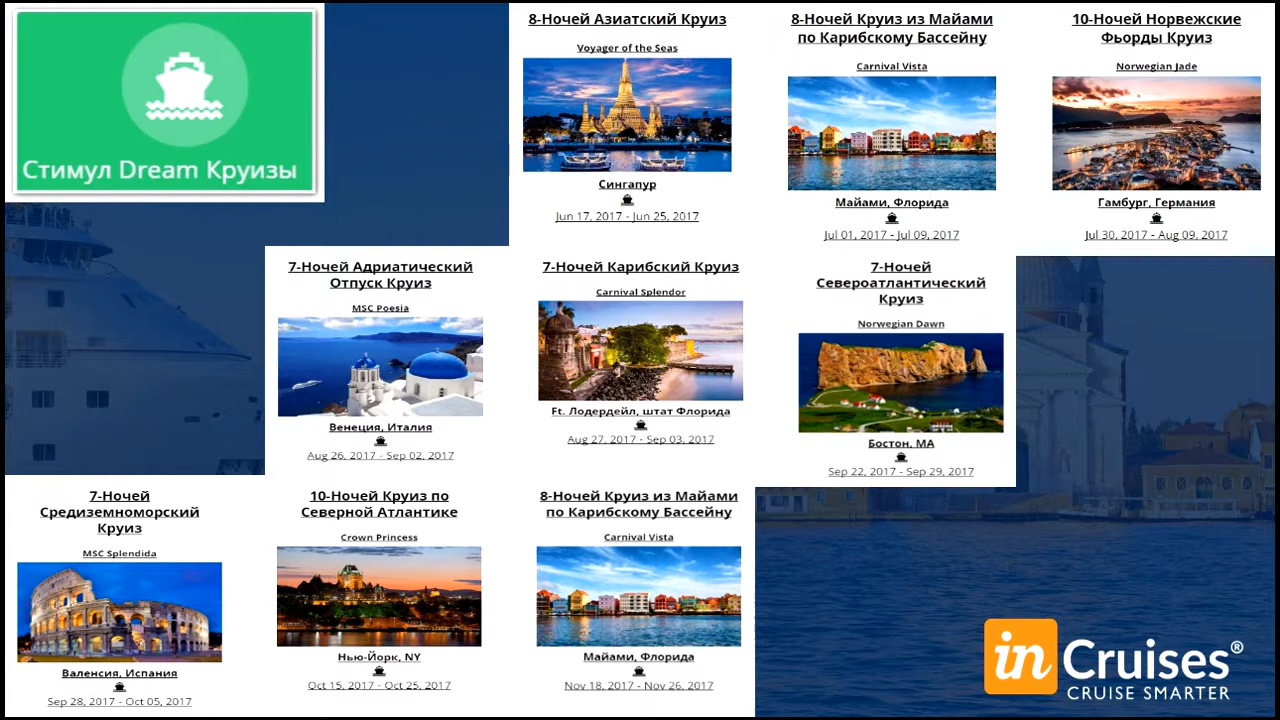 Стимул Dream Круизы
8-Ночей Азиатский Круиз
Voyager of the Seas
Сингапур
Jun 17, 2017 - Jun 25, 2017
8-Ночей Круиз из Майами
по Карибскому Бассейну
Carnival Vista
Майами, Флорида
Jul 01, 2017 - Jul 09, 2017
10-Ночей Норвежские
Фьорды Круиз
Norwegian Jade
Гамбург, Германия
Jul 30, 2017 - Aug 09, 2017
7-Ночей Адриатический
Отпуск Круиз
MSC Poesia
Венеция, Италия
Aug 26, 2017 - Sep 02, 2017
7-Ночей Карибский Круиз
Carnival Splendor
Ft. Лодердейл, штат Флорида
Aug 27, 2017 - Sep 03, 2017
7-Ночей
Североатлантический
Круиз
Norwegian Dawn
Бостон, MA
Sep 22, 2017 - Sep 29, 2017
7-Ночей
Средиземноморский
Круиз
MSC Splendida
Валенсия, Испания
Sep 28, 2017 - Oct 05, 2017
10-Ночей Круиз по
Северной Атлантике
Crown Princess
Нью-Йорк, NY
Oct 15, 2017 - Oct 25, 2017
8-Ночей Круиз из Майами
по Карибскому Бассейну
Carnival Vista
Майами, Флорида
Nov 18, 2017 - Nov 26, 2017
in Cruises®
CRUISE SMARTER